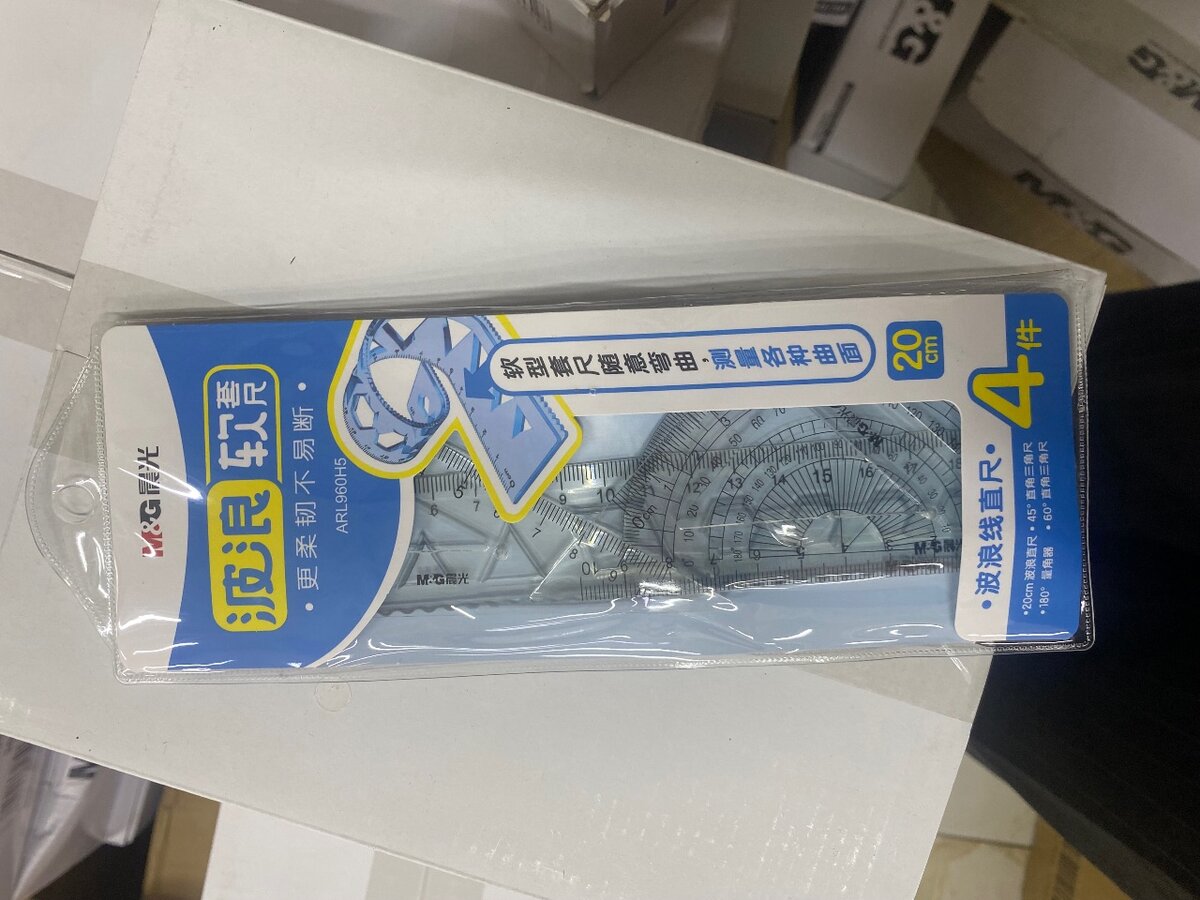 M&G晨光
波浪软套尺
• 更柔韧不易断 •
ARL960H5
软型套尺随意弯曲，测量各种曲面
20
cm
4件
• 波浪线直尺 •
• 20cm 波浪直尺 • 45° 直角三角尺
• 180° 量角器 • 60° 直角三角尺
M&G晨光
M&G晨光
M&G
M&G
M&G